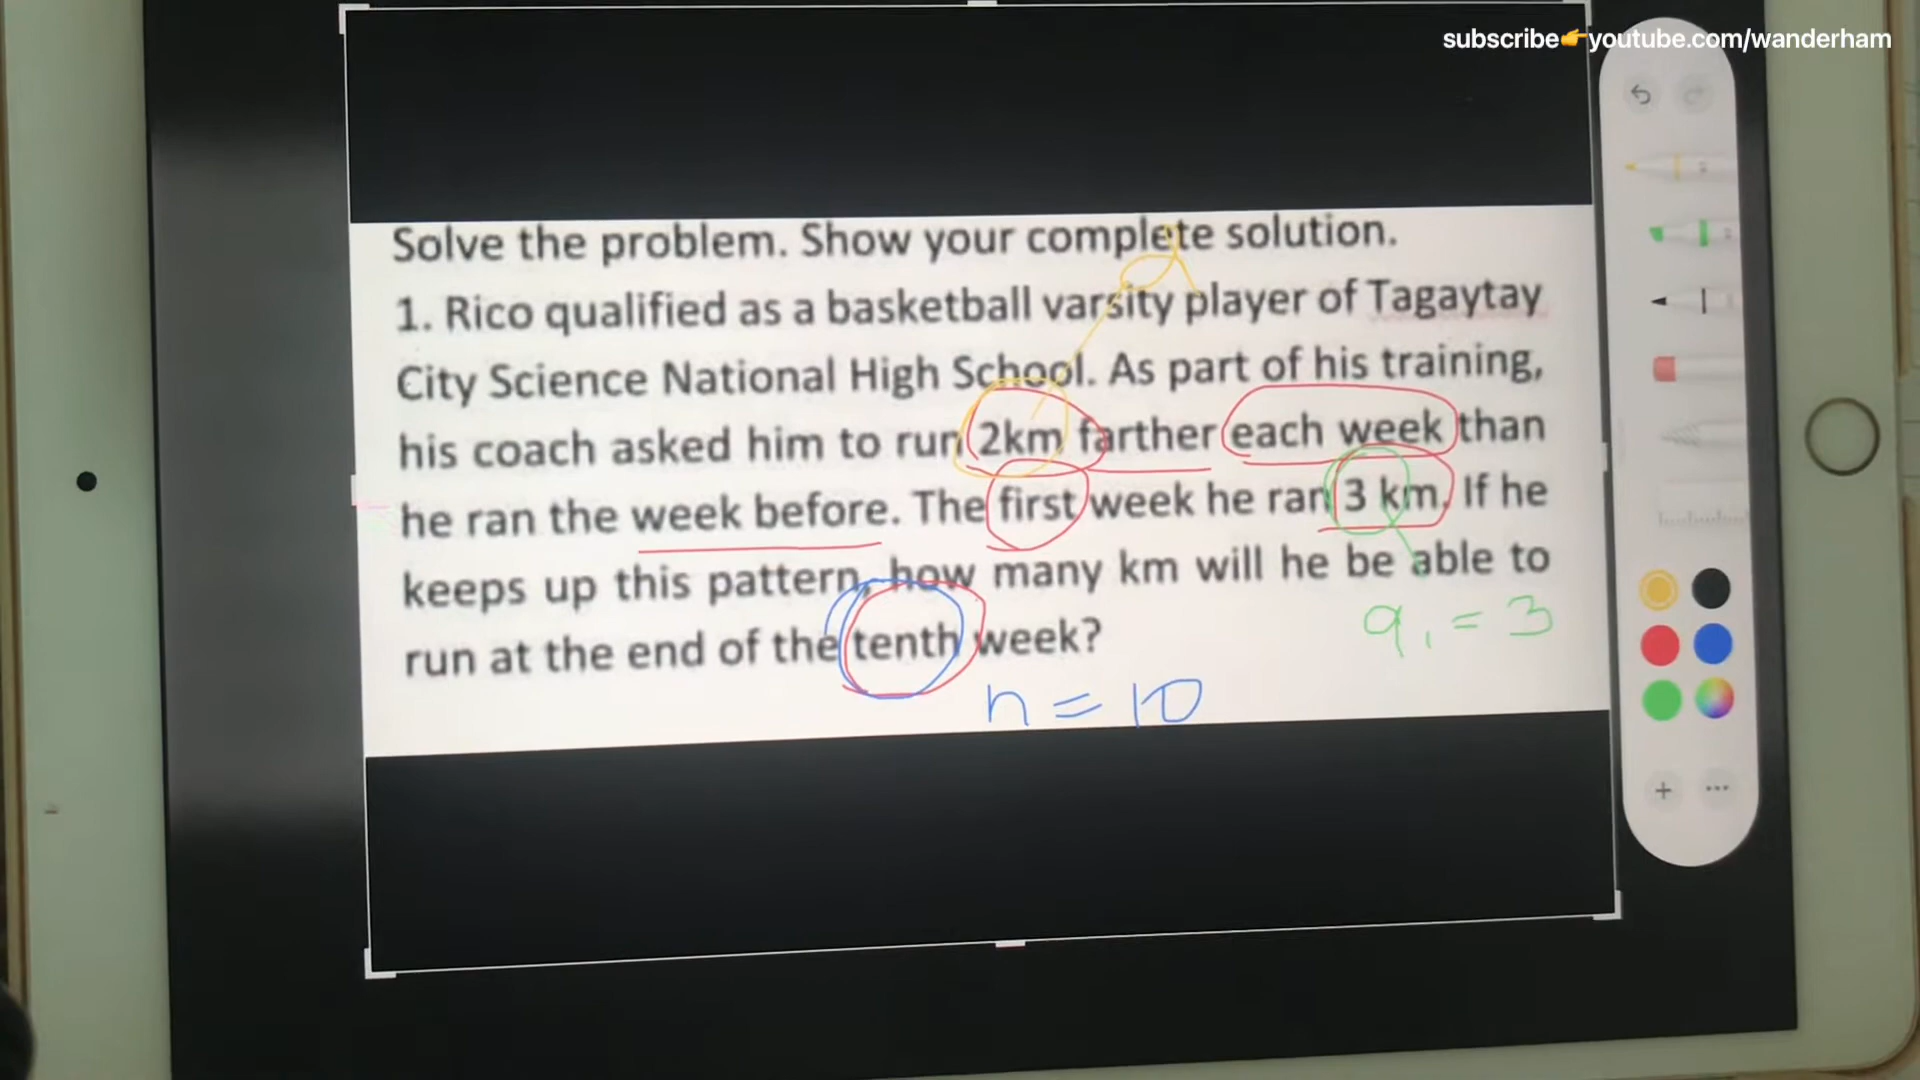 subscribe👉youtube.com/wanderham
Solve the problem. Show your complete solution.
d
1. Rico qualified as a basketball varsity player of Tagaytay
City Science National High School. As part of his training,
his coach asked him to run 2km farther each week than
he ran the week before. The first week he ran 3 km. If he
keeps up this pattern, how many km will he be able to
run at the end of the tenth week?
a₁ = 3
n = 10